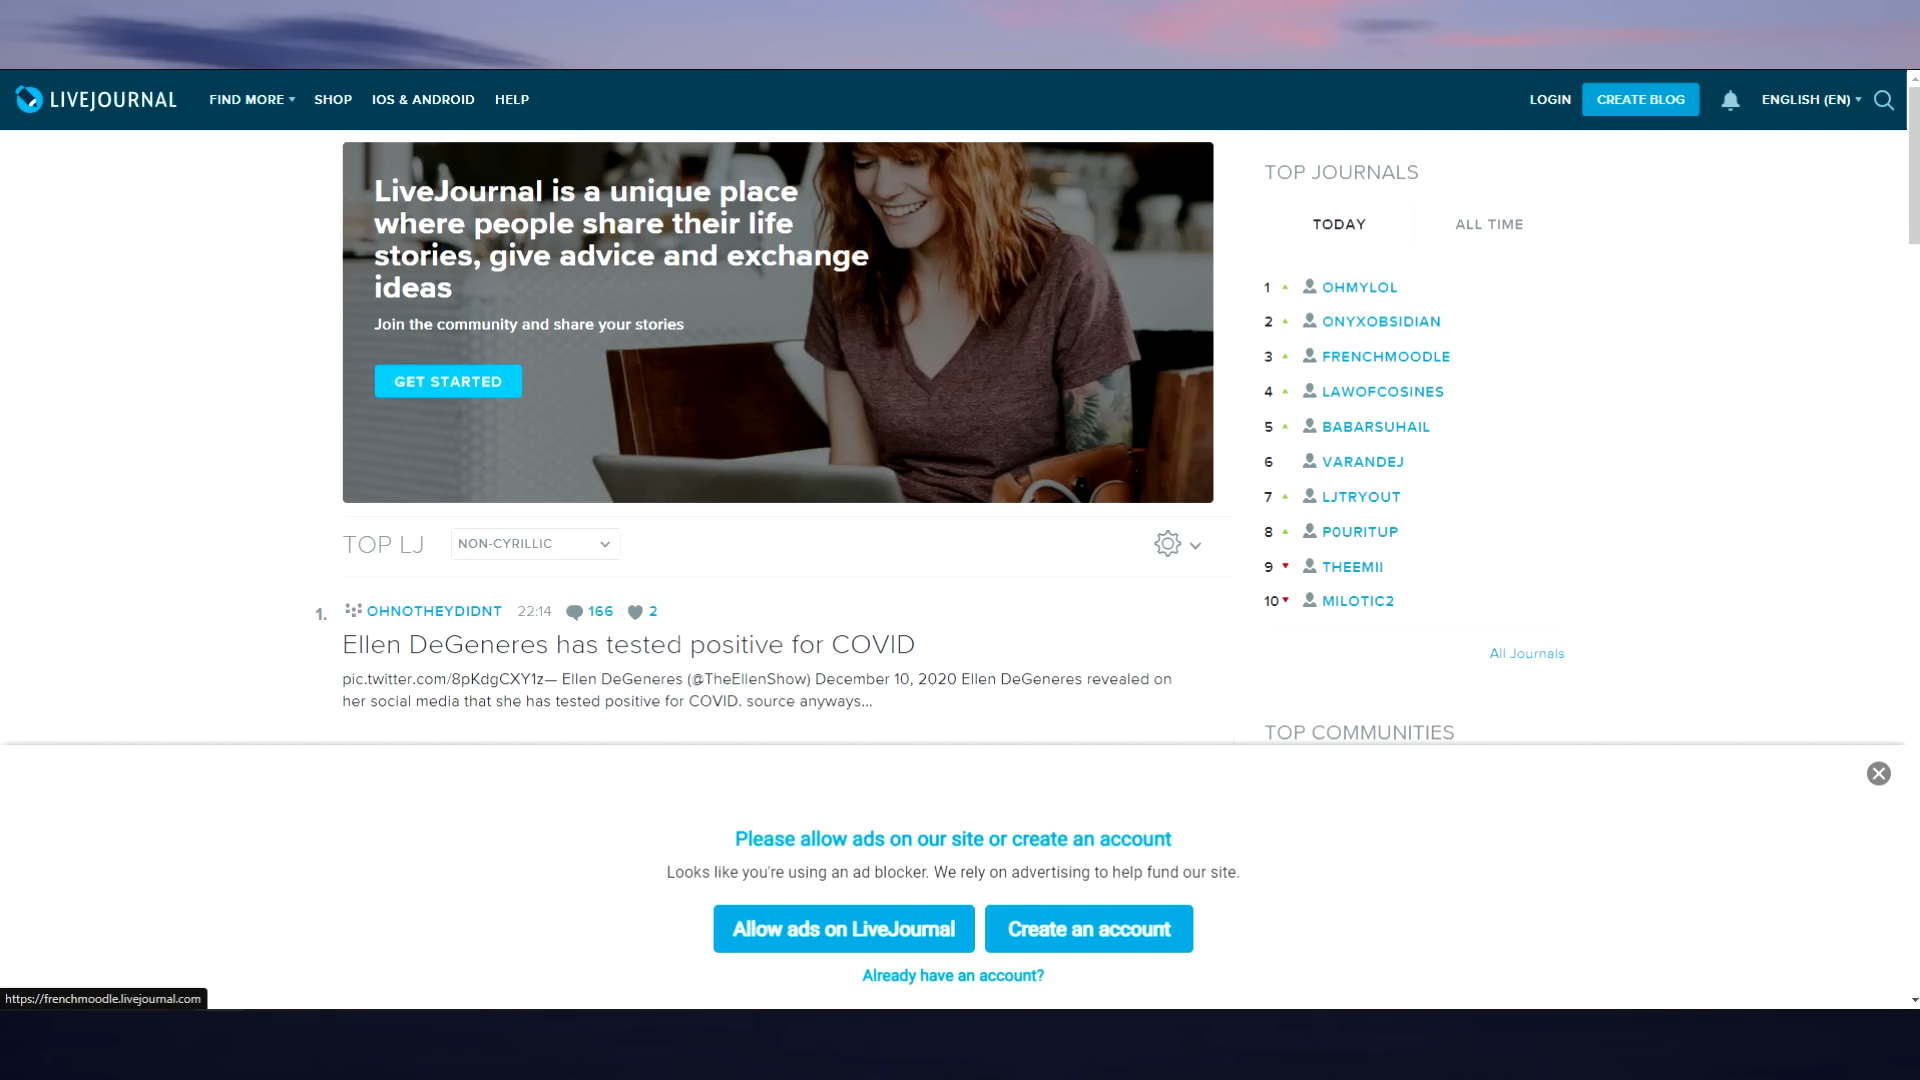 LIVEJOURNAL FIND MORE SHOP IOS & ANDROID HELP LOGIN CREATE BLOG ENGLISH (EN)
LiveJournal is a unique place
where people share their life
stories, give advice and exchange
ideas
Join the community and share your stories
GET STARTED
TOP LJ NON-CYRILLIC
1. OHNOTHEYDIDNT 22:14 166 2
Ellen DeGeneres has tested positive for COVID
pic.twitter.com/8pKdgCXY1z— Ellen DeGeneres (@TheEllenShow) December 10, 2020 Ellen DeGeneres revealed on
her social media that she has tested positive for COVID. source anyways...
TOP JOURNALS
TODAY ALL TIME
1 OHMYLOL
2 ONYXOBSIDIAN
3 FRENCHMOODLE
4 LAWOFCOSINES
5 BABARSUHAIL
6 VARANDEJ
7 LJTRYOUT
8 P0URITUP
9 THEEMII
10 MILOTIC2
All Journals
TOP COMMUNITIES
Please allow ads on our site or create an account
Looks like you're using an ad blocker. We rely on advertising to help fund our site.
Allow ads on LiveJournal Create an account
Already have an account?
https://frenchmoodle.livejournal.com